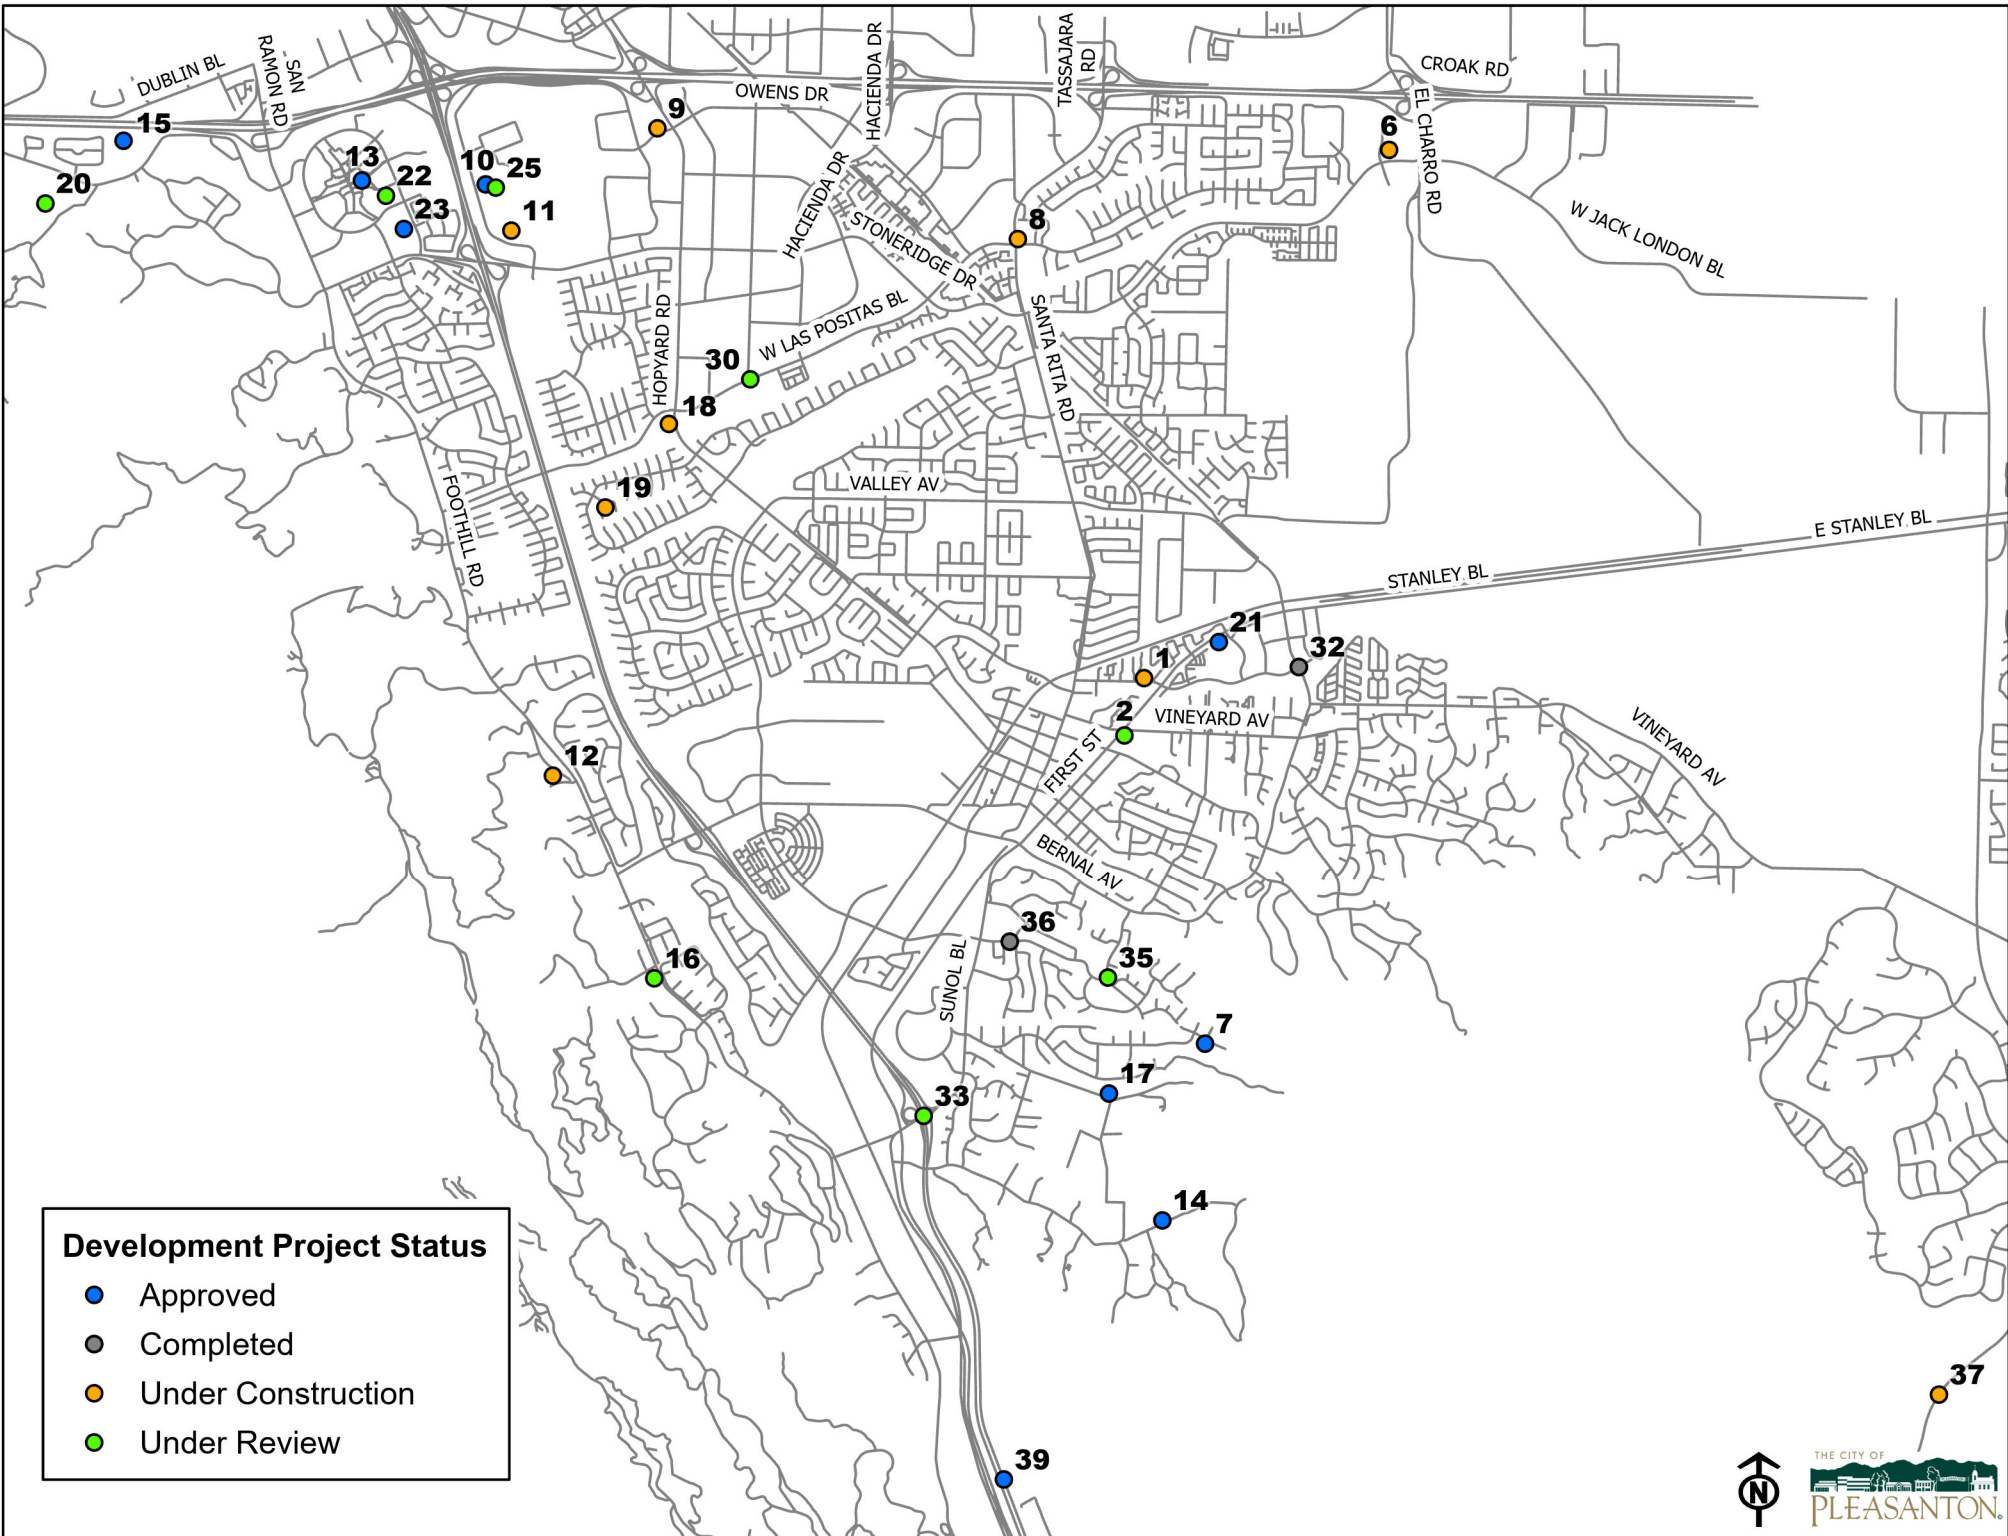 DUBLIN BL
SAN
RAMON RD
HACIENDA DR
TASSAJARA
RD
CROAK RD
OWENS DR
EL CHARRO RD
9
15
6
13
10
25
22
20
23
11
8
HACIENDA DR
STONERIDGE DR
W JACK LONDON BL
HOPYARD RD
W LAS POSITAS BL
SANTA RITA RD
30
18
19
VALLEY AV
FOOTHILL RD
E STANLEY BL
STANLEY BL
21
32
1
2
VINEYARD AV
VINEYARD AV
FIRST ST
12
BERNAL AV
36
35
16
SUNOL BL
7
17
33
14
37
39
Development Project Status
Approved
Completed
Under Construction
Under Review
N
THE CITY OF
PLEASANTON